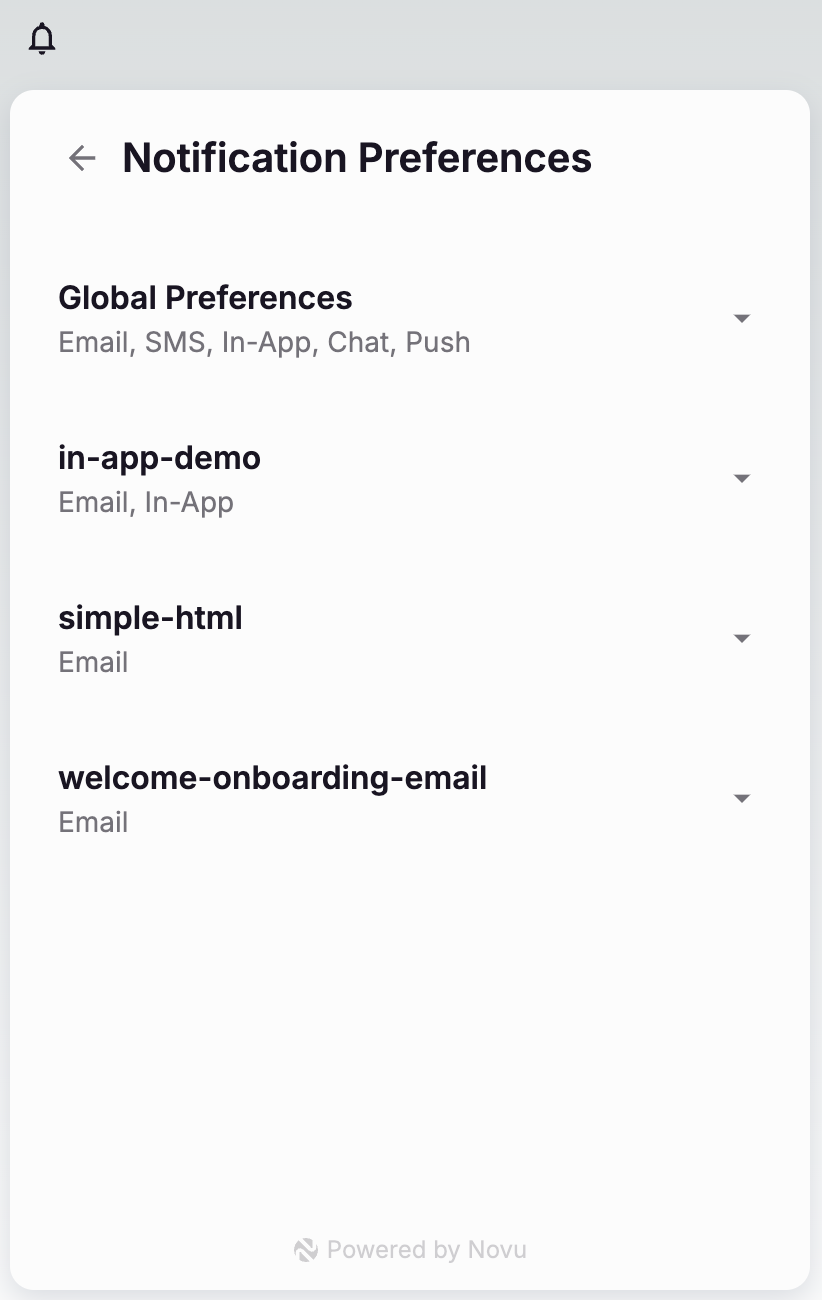 Notification Preferences
Global Preferences
Email, SMS, In-App, Chat, Push
in-app-demo
Email, In-App
simple-html
Email
welcome-onboarding-email
Email
Powered by Novu